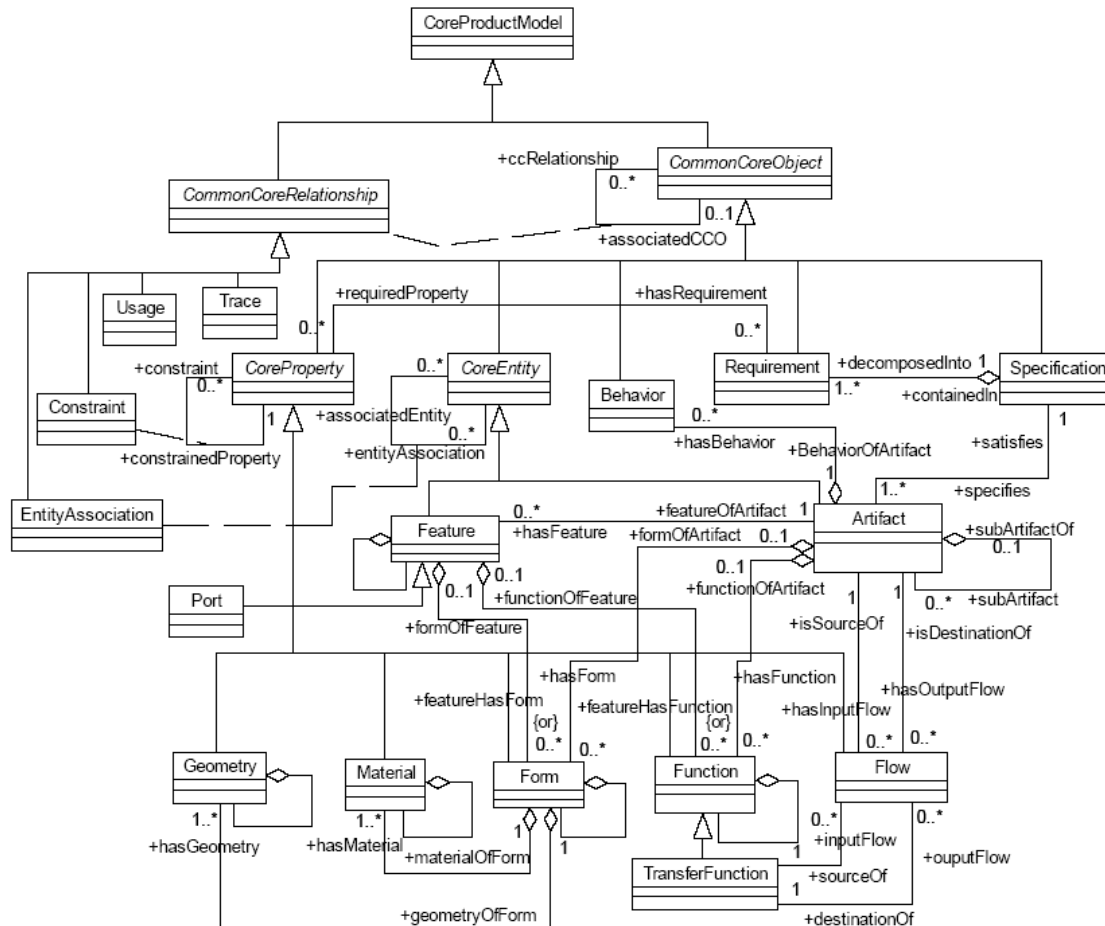 CoreProductModel
+ccRelationship
CommonCoreObject
0..*
CommonCoreRelationship
0..1
+associatedCCO
Usage
Trace
+requiredProperty
+hasRequirement
0..*
0..*
+constraint
CoreProperty
0..*
CoreEntity
Requirement
+decomposedInto
1
Specification
0..*
Behavior
1..*
+containedIn
Constraint
1
+associatedEntity
0..*
0..*
1
+constrainedProperty
+entityAssociation
+hasBehavior
+BehaviorOfArtifact
+satisfies
1
1..*
+specifies
EntityAssociation
Feature
0..*
+featureOfArtifact
1
Artifact
+hasFeature
+formOfArtifact
0..1
+subArtifactOf
0..1
0..1
0..1
0..1
Port
+functionOfFeature
+functionOfArtifact
1
1
0..*
+subArtifact
+formOfFeature
+isSourceOf
+isDestinationOf
+hasForm
+hasFunction
+featureHasForm
+featureHasFunction
+hasOutputFlow
+hasInputFlow
{or}
{or}
0..*
0..*
0..*
0..*
0..*
0..*
Geometry
Material
Form
Function
Flow
1..*
1..*
1
1
0..*
0..*
+hasGeometry
+hasMaterial
+materialOfForm
1
+inputFlow
+ouputFlow
TransferFunction
+sourceOf
1
+geometryOfForm
+destinationOf